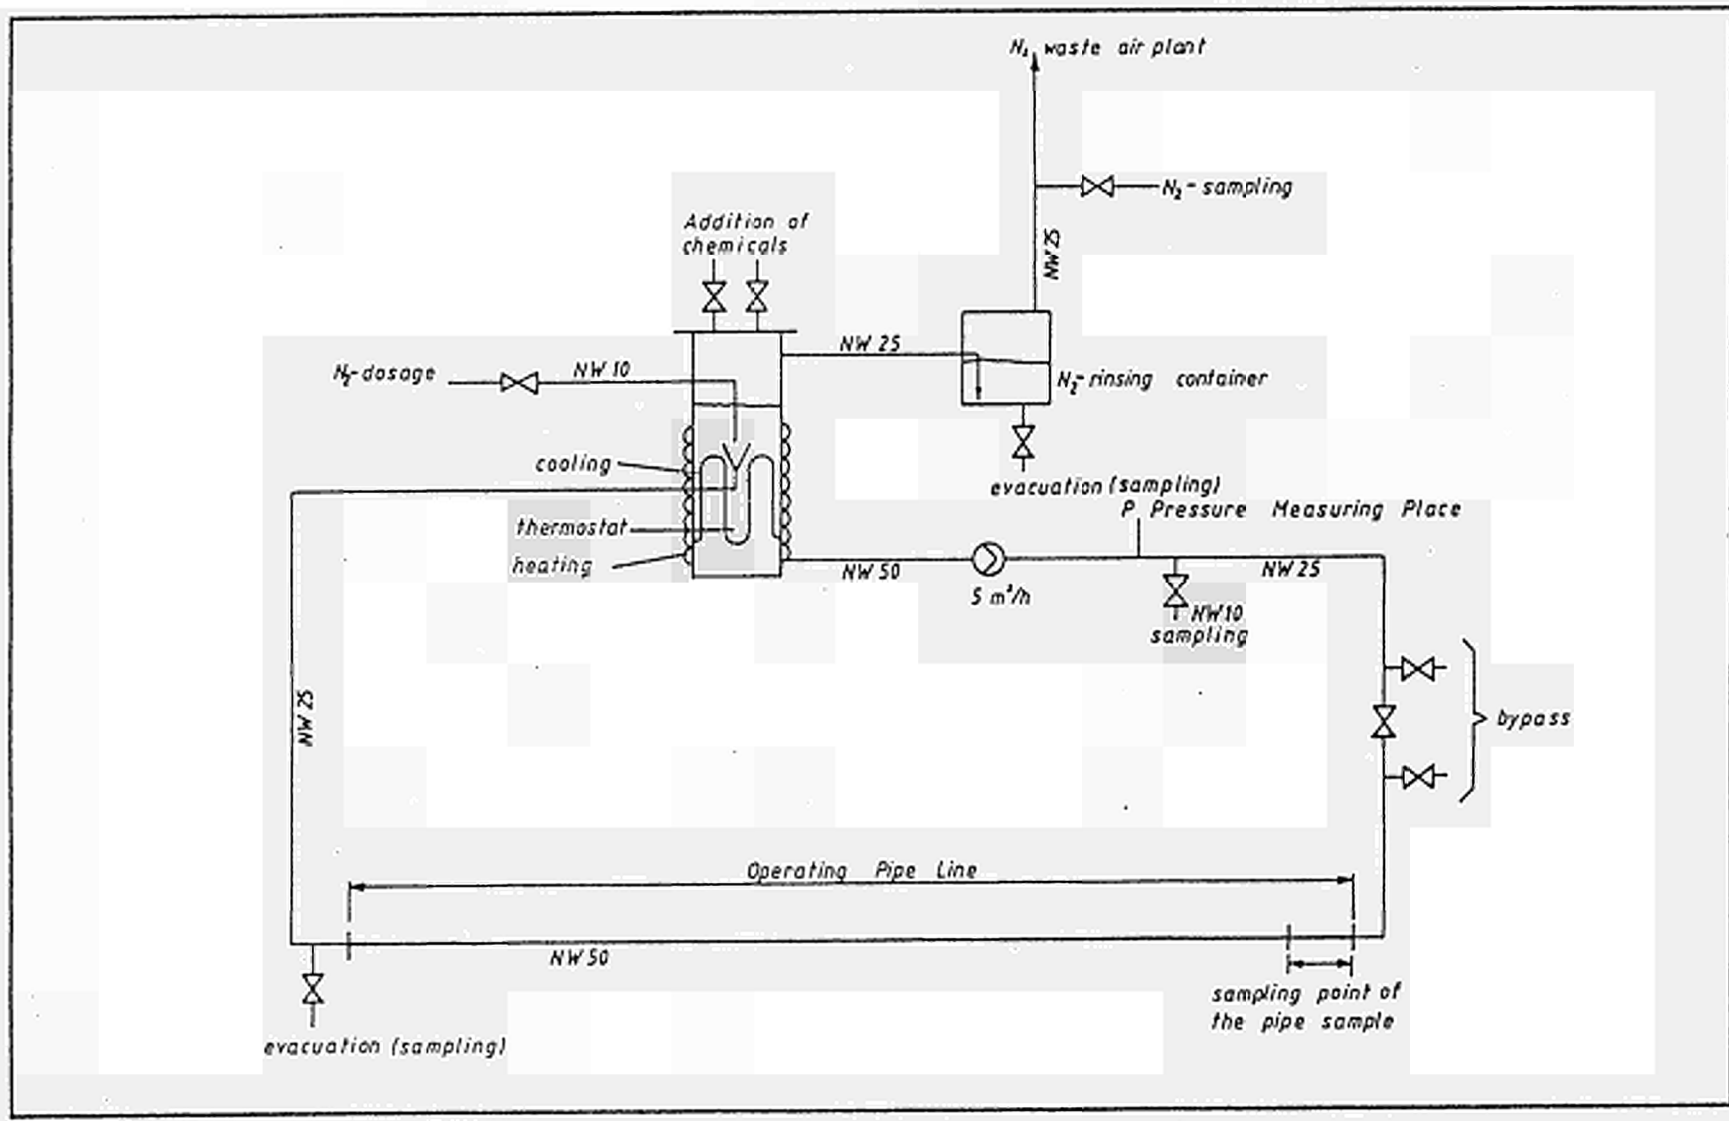 N₂ waste air plant
N₂- sampling
NW 25
Addition of
chemicals
NW 25
N₂-dosage
NW 10
N₂-rinsing container
cooling
evacuation (sampling)
P Pressure Measuring Place
thermostat
heating
NW 50
5 m³/h
NW 25
NW 10
sampling
NW 25
bypass
Operating Pipe Line
NW 50
sampling point of
the pipe sample
evacuation (sampling)